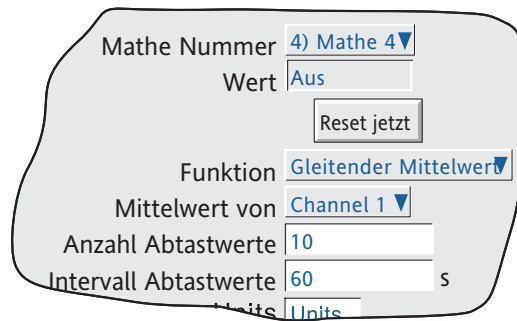 Mathe Nummer 4) Mathe 4
Wert Aus
Reset jetzt
Funktion Gleitender Mittelwert
Mittelwert von Channel 1
Anzahl Abtastwerte 10
Intervall Abtastwerte 60 s
Units Units